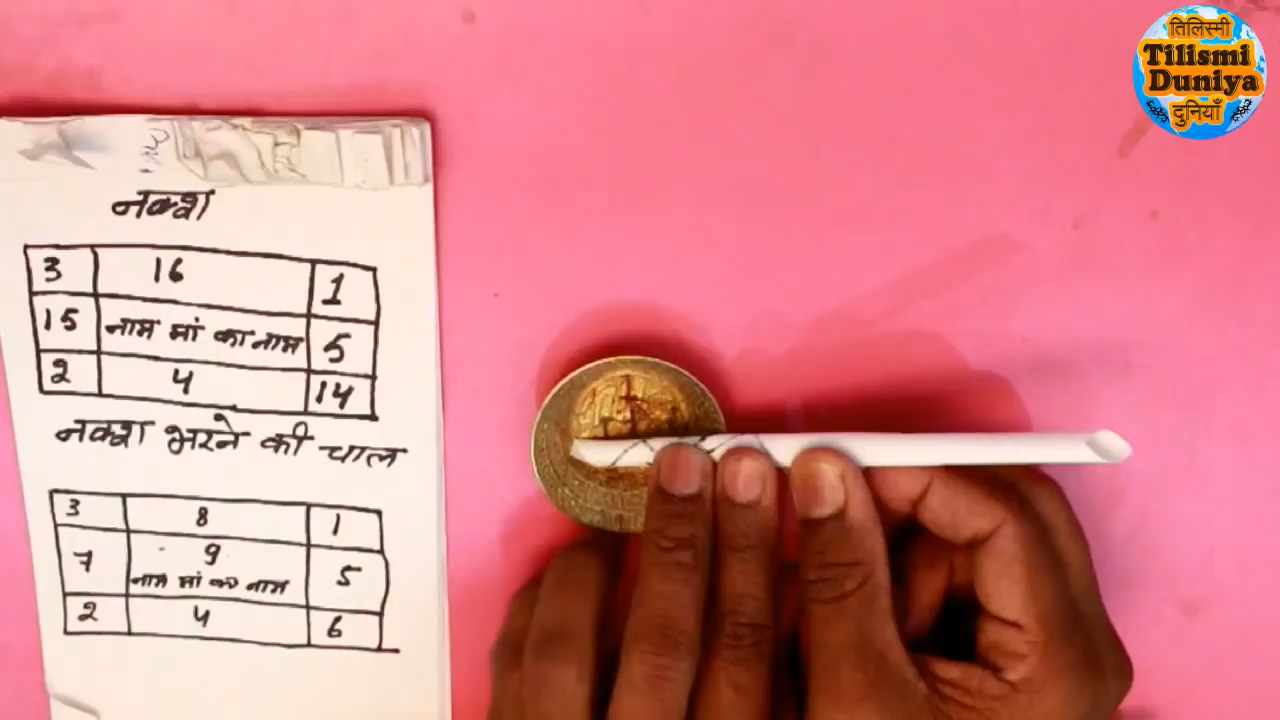 तिलिस्मी
Tilismi
Duniya
दुनियाँ
नक्श
3 16 1
15 नाम मां का नाम 5
2 4 14
नक्श भरने की चाल
3 8 1
7 9 5
नाम मां का नाम
2 4 6